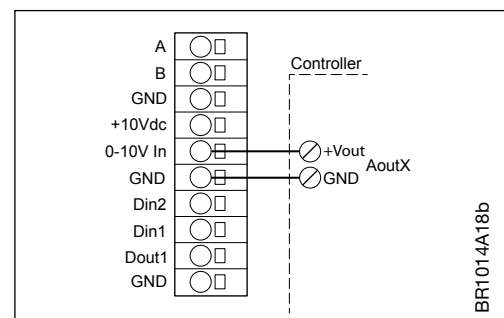 A
B
GND
+10Vdc
0-10V In
GND
Din2
Din1
Dout1
GND
Controller
+Vout
AoutX
GND
BR1014A18b